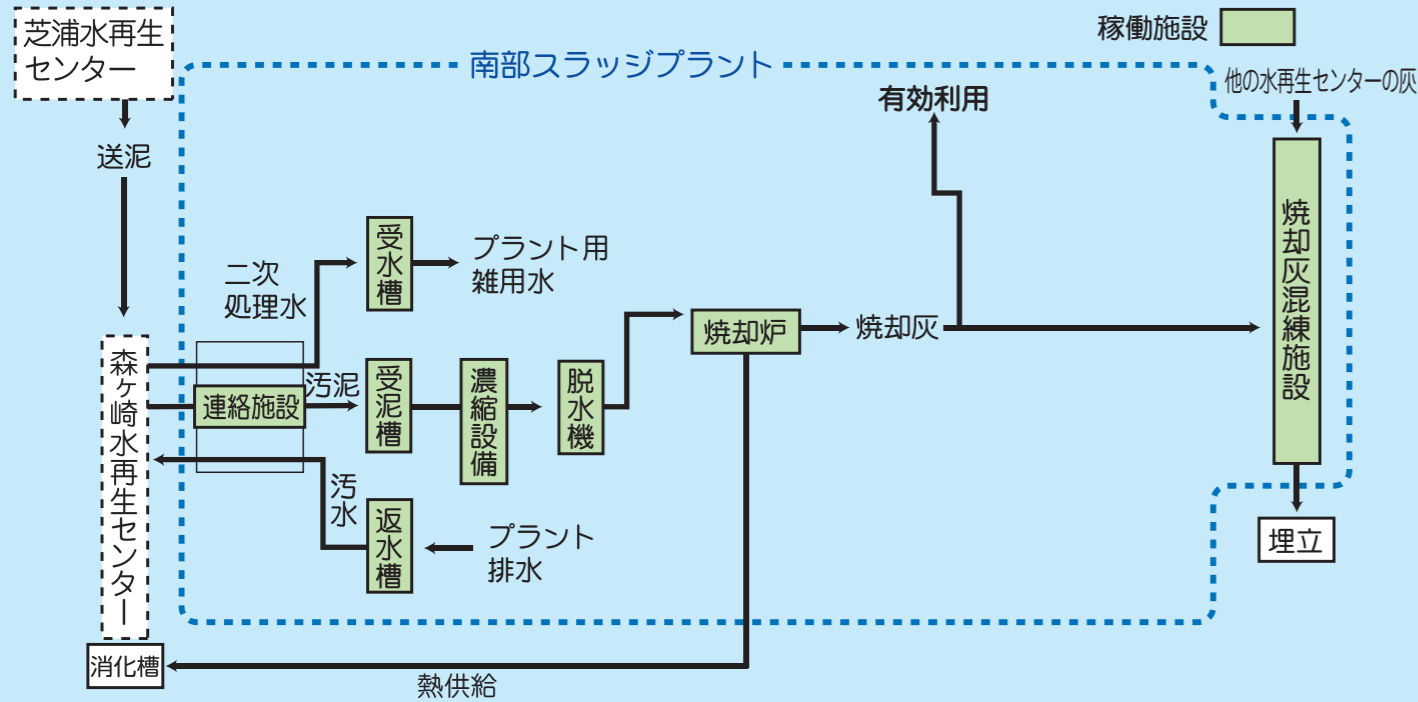 芝浦水再生
センター
稼働施設
南部スラッジプラント
有効利用
他の水再生センターの灰
送泥
二次
処理水
受水槽
プラント用
雑用水
焼却炉
焼却灰
焼却灰混練施設
森ヶ崎水再生センター
連絡施設
汚泥
受泥槽
濃縮設備
脱水機
汚水
返水槽
プラント
排水
埋立
消化槽
熱供給